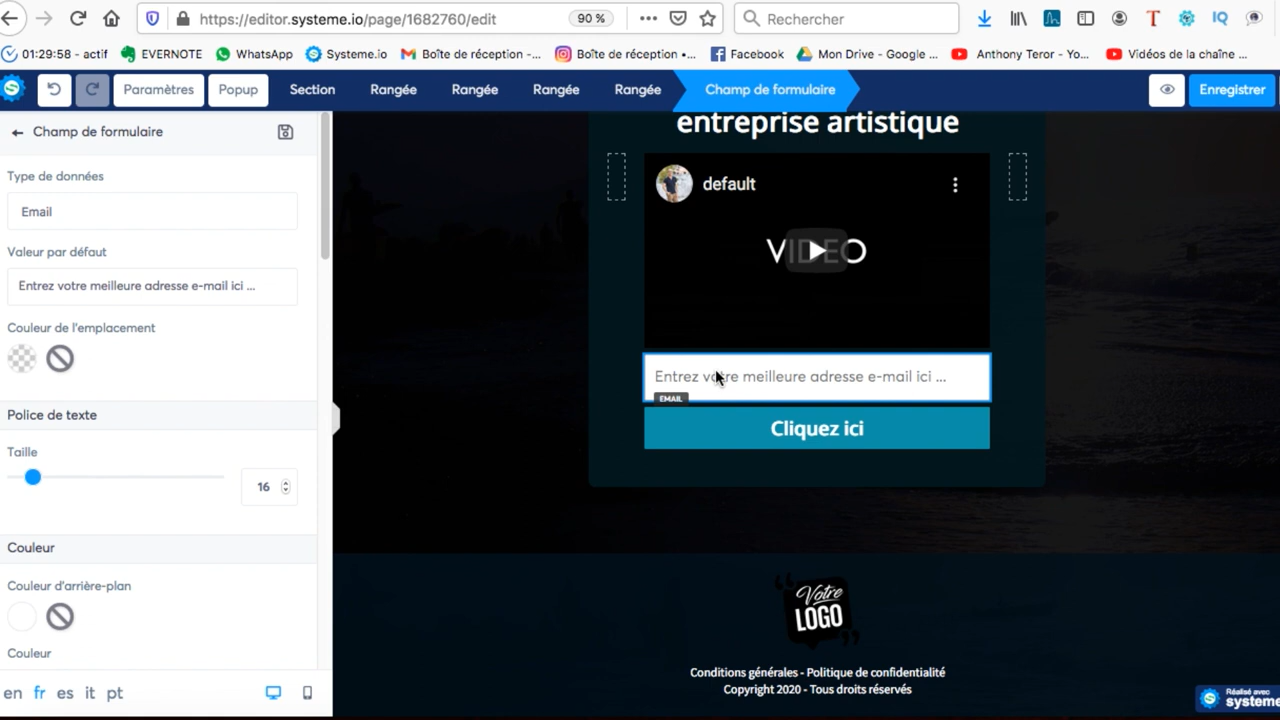 https://editor.systeme.io/page/1682760/edit
90 %
Rechercher
01:29:58 - actif
EVERNOTE
WhatsApp
Systeme.io
Boîte de réception -...
Boîte de réception •...
Facebook
Mon Drive - Google ...
Anthony Teror - Yo...
Vidéos de la chaîne ...
Paramètres
Popup
Section
Rangée
Rangée
Rangée
Rangée
Champ de formulaire
Enregistrer
Champ de formulaire
Type de données
Email
Valeur par défaut
Entrez votre meilleure adresse e-mail ici ...
Couleur de l'emplacement
Police de texte
Taille
16
Couleur
Couleur d'arrière-plan
Couleur
en fr es it pt
entreprise artistique
default
VIDEO
Entrez votre meilleure adresse e-mail ici ...
EMAIL
Cliquez ici
Votre
LOGO
Conditions générales - Politique de confidentialité
Copyright 2020 - Tous droits réservés
Réalisé avec
systeme